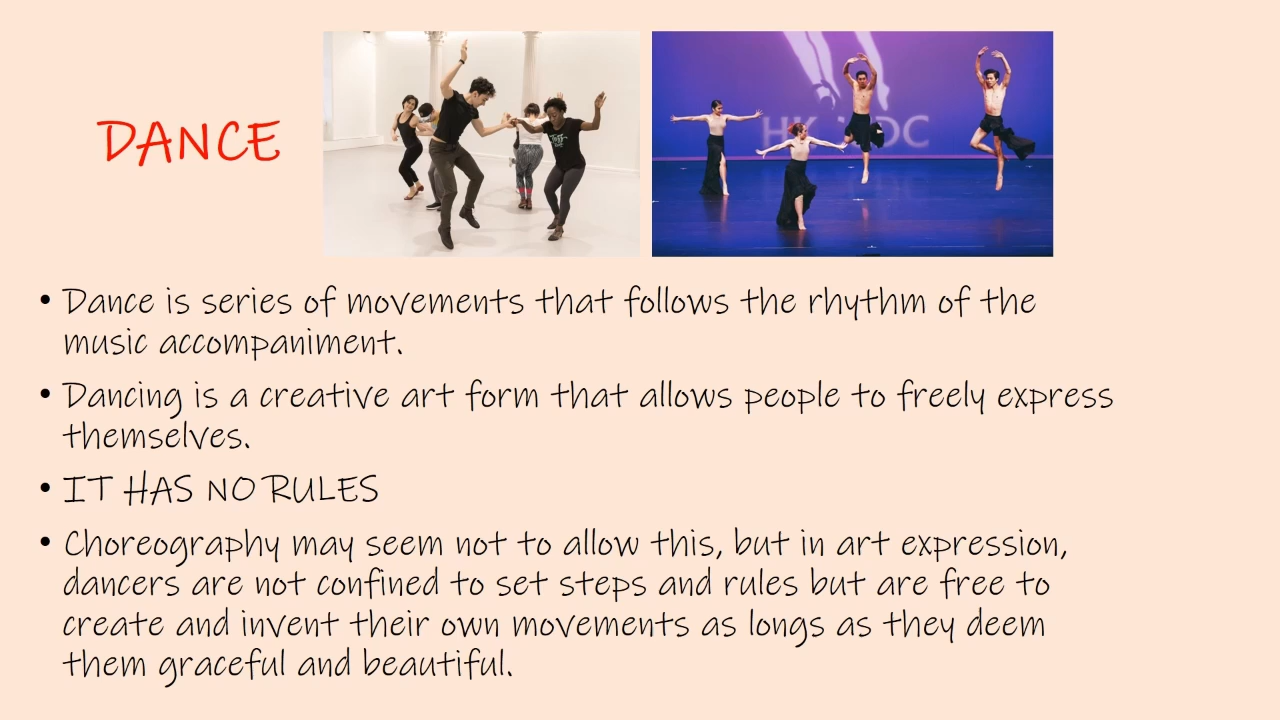 DANCE
• Dance is series of movements that follows the rhythm of the
music accompaniment.
• Dancing is a creative art form that allows people to freely express
themselves.
• IT HAS NO RULES
• Choreography may seem not to allow this, but in art expression,
dancers are not confined to set steps and rules but are free to
create and invent their own movements as longs as they deem
them graceful and beautiful.